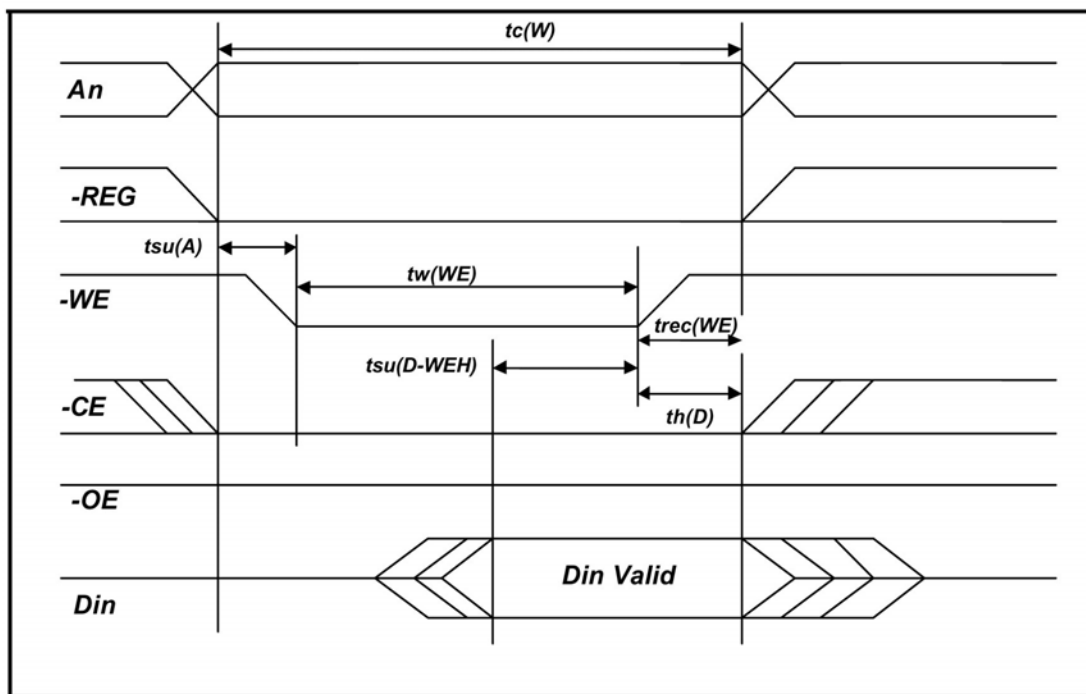 tc(W)
An
-REG
tsu(A)
tw(WE)
-WE
trec(WE)
tsu(D-WEH)
-CE
th(D)
-OE
Din Valid
Din